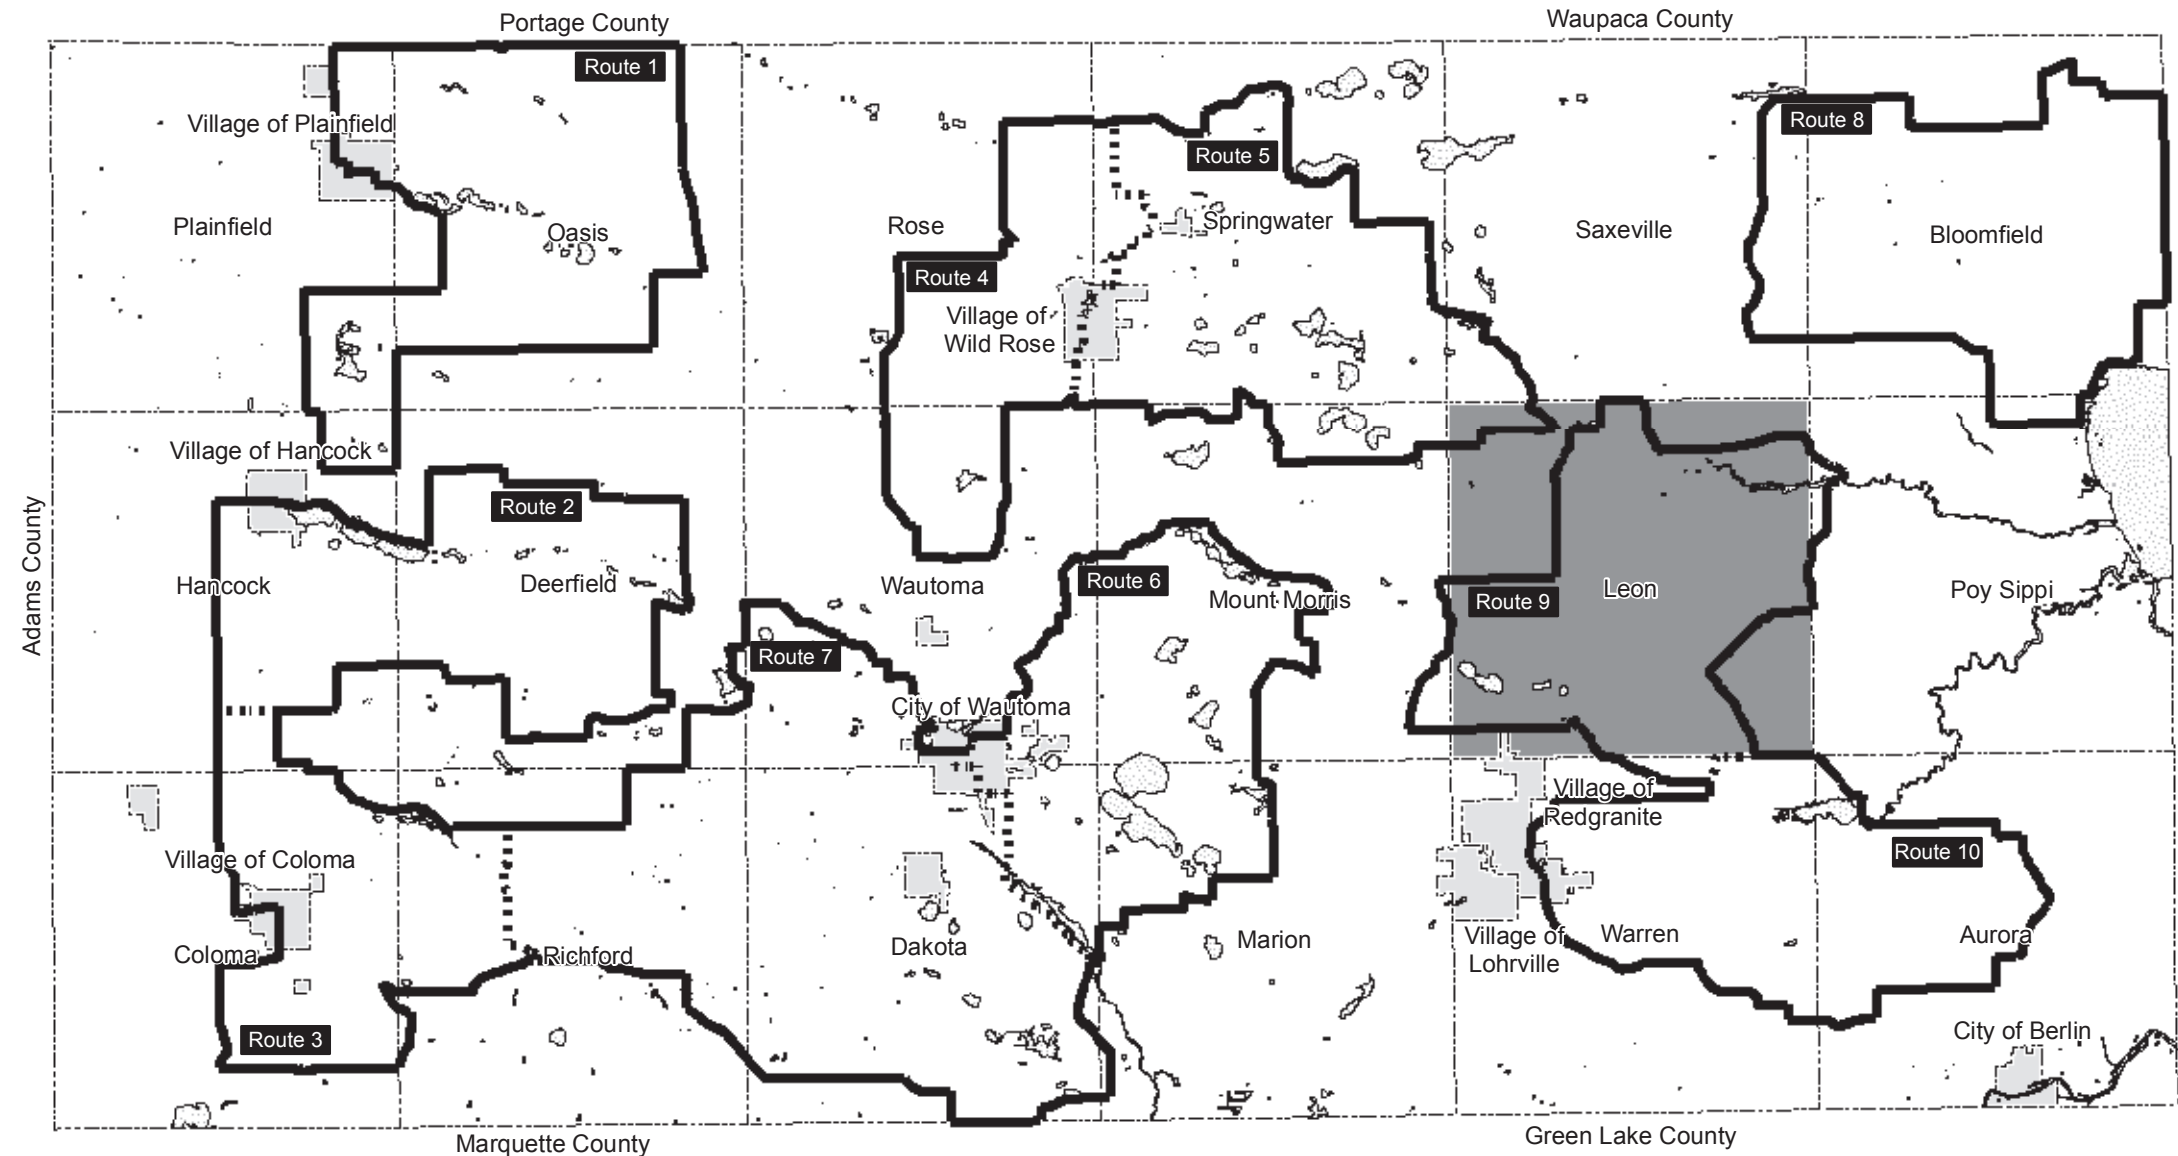 Portage County
Waupaca County
Route 1
Village of Plainfield
Route 8
Route 5
Plainfield
Oasis
Rose
Springwater
Saxeville
Bloomfield
Route 4
Village of
Wild Rose
Village of Hancock
Route 2
Adams County
Hancock
Deerfield
Wautoma
Route 6
Mount Morris
Route 9
Leon
Poy Sippi
Route 7
City of Wautoma
Village of
Redgranite
Village of Coloma
Route 10
Coloma
Richford
Dakota
Marion
Village of
Lohrville
Warren
Aurora
Route 3
City of Berlin
Marquette County
Green Lake County